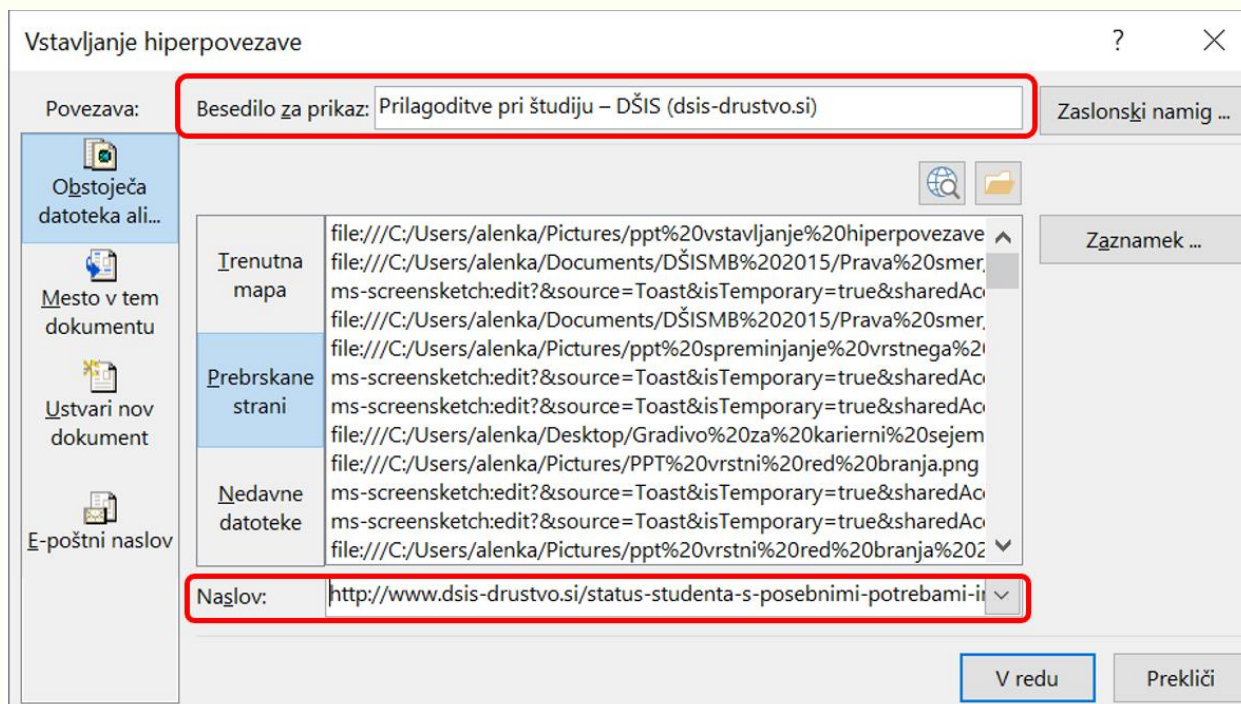 Vstavljanje hiperpovezave
?
Povezava:
Besedilo za prikaz:
Prilagoditve pri študiju – DŠIS (dsis-drustvo.si)
Zaslonski namig ...
Obstoječa
datoteka ali...
Mesto v tem
dokumentu
Ustvari nov
dokument
E-poštni naslov
Trenutna
mapa
Prebrskane
strani
Nedavne
datoteke
file:///C:/Users/alenka/Pictures/ppt%20vstavljanje%20hiperpovezave
file:///C:/Users/alenka/Documents/DŠISMB%202015/Prava%20smer
ms-screensketch:edit?&source=Toast&isTemporary=true&sharedAc
file:///C:/Users/alenka/Documents/DŠISMB%202015/Prava%20smer
file:///C:/Users/alenka/Pictures/ppt%20spreminjanje%20vrstnega%2
ms-screensketch:edit?&source=Toast&isTemporary=true&sharedAc
ms-screensketch:edit?&source=Toast&isTemporary=true&sharedAc
file:///C:/Users/alenka/Desktop/Gradivo%20za%20karierni%20sejem
file:///C:/Users/alenka/Pictures/PPT%20vrstni%20red%20branja.png
ms-screensketch:edit?&source=Toast&isTemporary=true&sharedAc
ms-screensketch:edit?&source=Toast&isTemporary=true&sharedAc
file:///C:/Users/alenka/Pictures/ppt%20vrstni%20red%20branja%202
Zaznamek ...
Naslov:
http://www.dsis-drustvo.si/status-studenta-s-posebnimi-potrebami-i
V redu
Prekliči